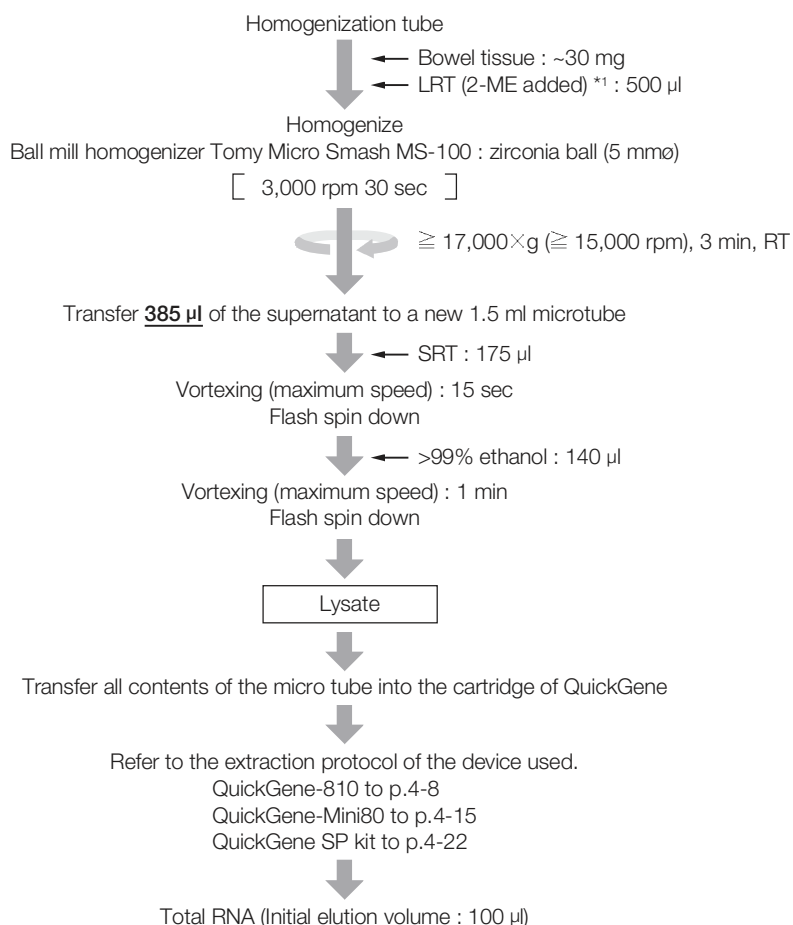 Homogenization tube
Bowel tissue : ~30 mg
LRT (2-ME added) *1 : 500 μl
Homogenize
Ball mill homogenizer Tomy Micro Smash MS-100 : zirconia ball (5 mmø)
[ 3,000 rpm 30 sec ]
≧ 17,000×g (≧ 15,000 rpm), 3 min, RT
Transfer 385 μl of the supernatant to a new 1.5 ml microtube
SRT : 175 μl
Vortexing (maximum speed) : 15 sec
Flash spin down
>99% ethanol : 140 μl
Vortexing (maximum speed) : 1 min
Flash spin down
Lysate
Transfer all contents of the micro tube into the cartridge of QuickGene
Refer to the extraction protocol of the device used.
QuickGene-810 to p.4-8
QuickGene-Mini80 to p.4-15
QuickGene SP kit to p.4-22
Total RNA (Initial elution volume : 100 μl)